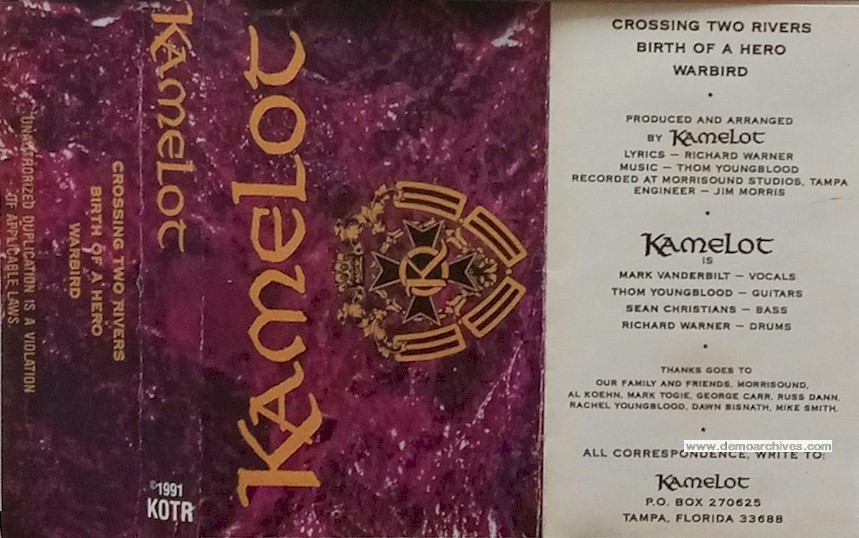 UNAUTHORIZED DUPLICATION IS A VIOLATION
OF APPLICABLE LAWS
CROSSING TWO RIVERS
BIRTH OF A HERO
WARBIRD
KAMELOT
©1991
KOTR
KAMELOT
K
CROSSING TWO RIVERS
BIRTH OF A HERO
WARBIRD
•
PRODUCED AND ARRANGED
BY KAMELOT
LYRICS — RICHARD WARNER
MUSIC — THOM YOUNGBLOOD
RECORDED AT MORRISOUND STUDIOS, TAMPA
ENGINEER — JIM MORRIS
•
KAMELOT
IS
MARK VANDERBILT — VOCALS
THOM YOUNGBLOOD — GUITARS
SEAN CHRISTIANS — BASS
RICHARD WARNER — DRUMS
•
THANKS GOES TO
OUR FAMILY AND FRIENDS, MORRISOUND,
AL KOEHN, MARK TOGIE, GEORGE CARR, RUSS DANN,
RACHEL YOUNGBLOOD, DAWN BISNATH, MIKE SMITH.
•
www.demoarchives.com
ALL CORRESPONDENCE, WRITE TO:
KAMELOT
P.O. BOX 270625
TAMPA, FLORIDA 33688